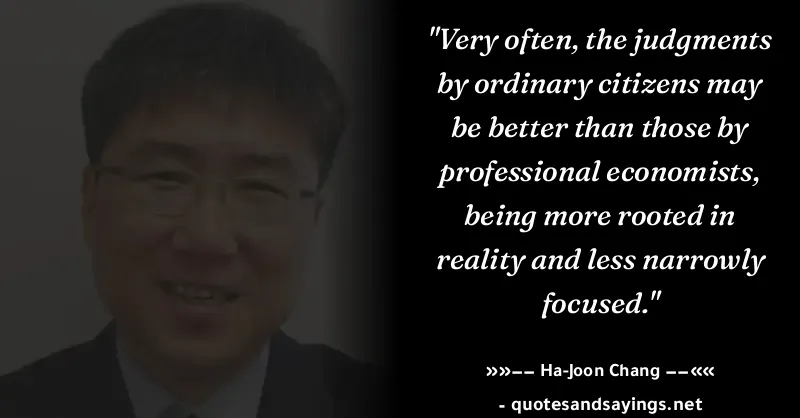 "Very often, the judgments
by ordinary citizens may
be better than those by
professional economists,
being more rooted in
reality and less narrowly
focused."
»»−− Ha-Joon Chang −−««
- quotesandsayings.net